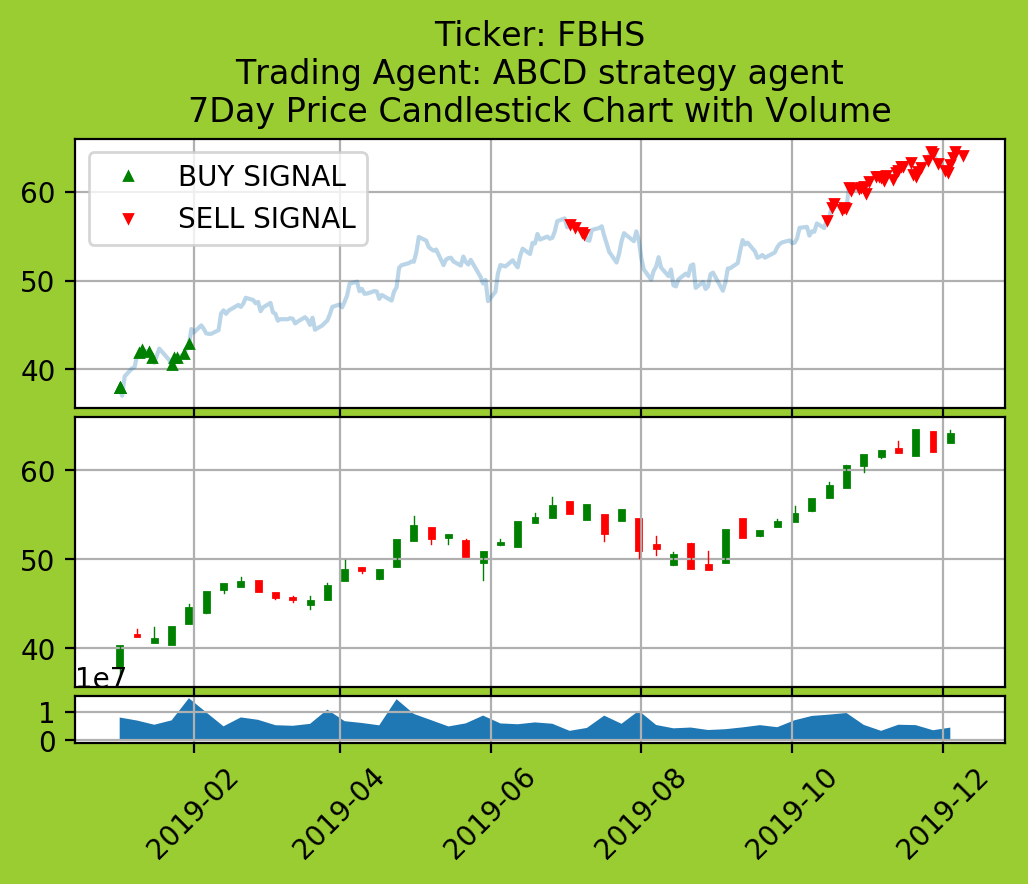 Ticker: FBHS
Trading Agent: ABCD strategy agent
7Day Price Candlestick Chart with Volume
BUY SIGNAL
SELL SIGNAL
60
50
40
60
50
40
1e7
1
0
2019-02
2019-04
2019-06
2019-08
2019-10
2019-12